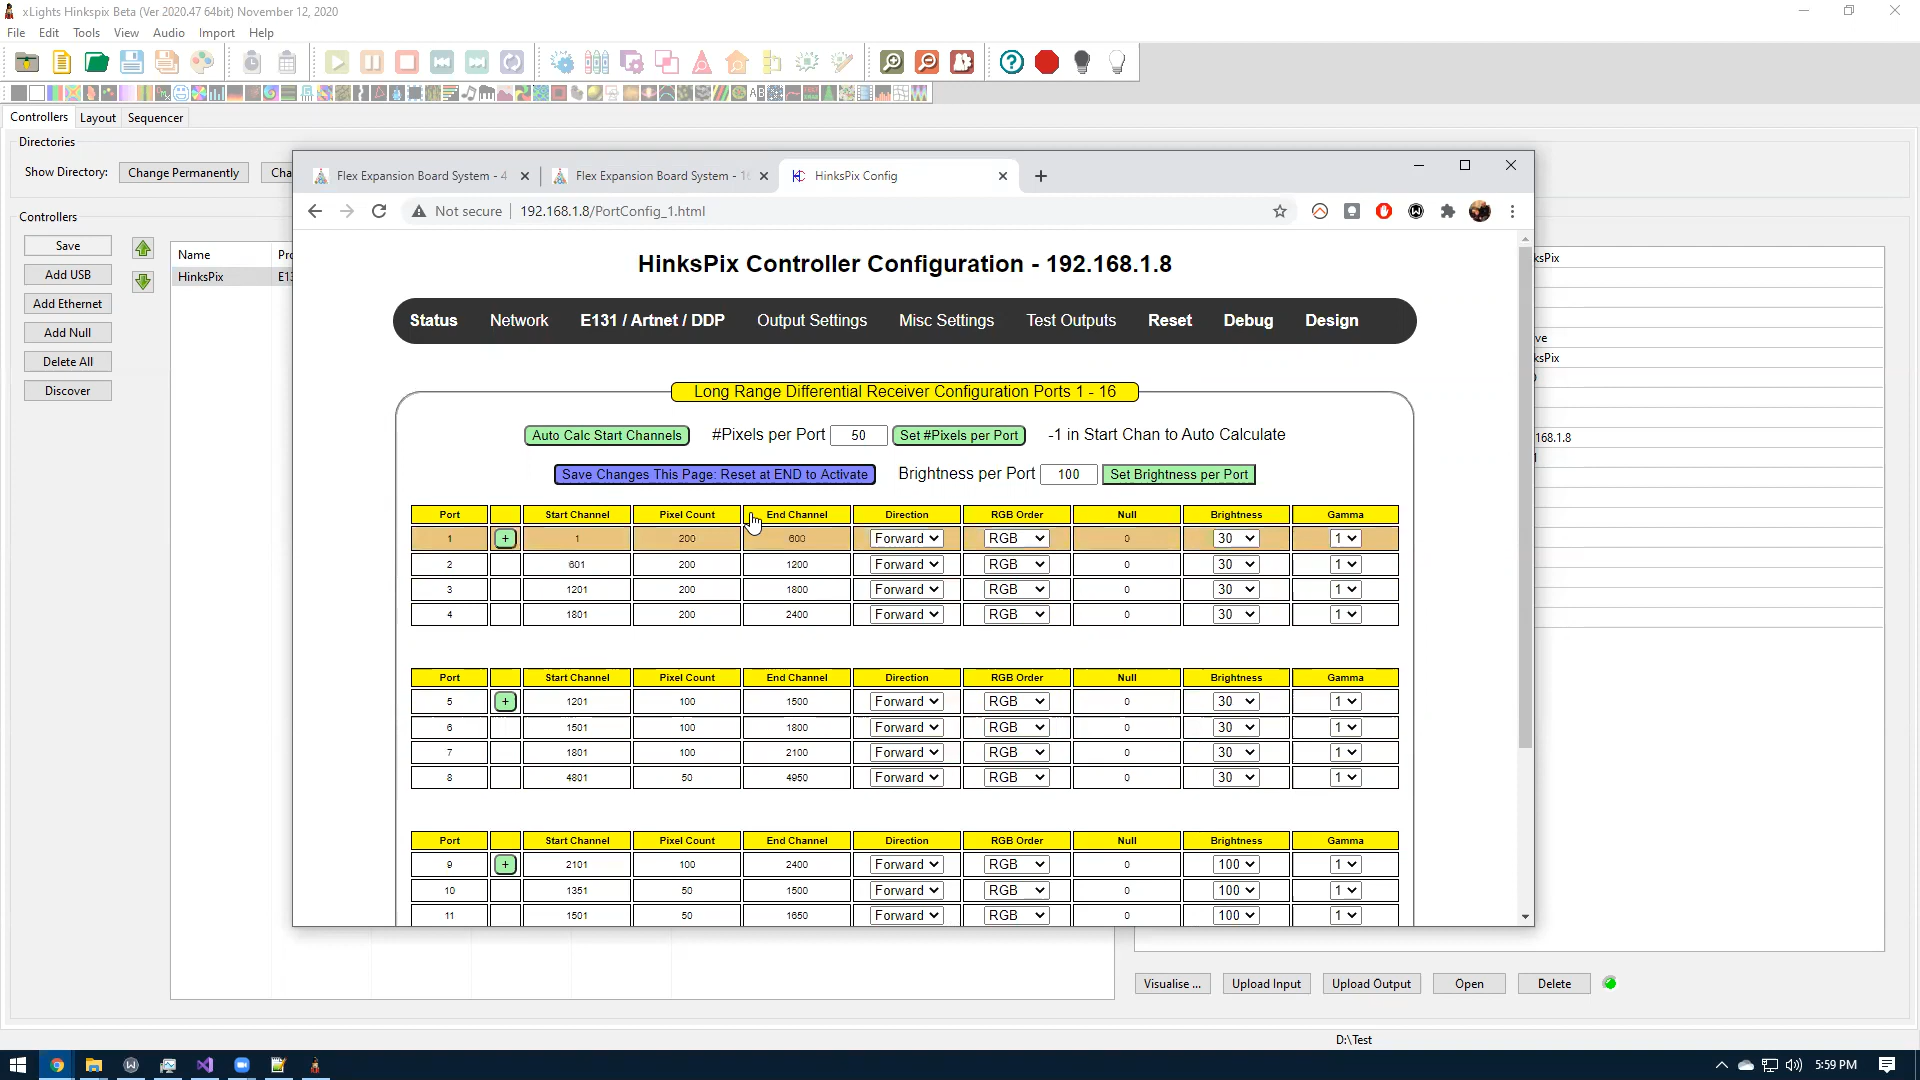 xLights Hinkspix Beta (Ver 2020.47 64bit) November 12, 2020
File Edit Tools View Audio Import Help
Controllers Layout Sequencer
Directories
Show Directory: Change Permanently Cha
Controllers
Save
Add USB
Add Ethernet
Add Null
Delete All
Discover
Name Pro
HinksPix E13
Flex Expansion Board System - 4 Flex Expansion Board System - 16 HinksPix Config
Not secure 192.168.1.8/PortConfig_1.html
HinksPix Controller Configuration - 192.168.1.8
Status Network E131 / Artnet / DDP Output Settings Misc Settings Test Outputs Reset Debug Design
Long Range Differential Receiver Configuration Ports 1 - 16
Auto Calc Start Channels #Pixels per Port 50 Set #Pixels per Port -1 in Start Chan to Auto Calculate
Save Changes This Page: Reset at END to Activate Brightness per Port 100 Set Brightness per Port
Port Start Channel Pixel Count End Channel Direction RGB Order Null Brightness Gamma
1 + 1 200 600 Forward RGB 0 30 1
2 601 200 1200 Forward RGB 0 30 1
3 1201 200 1800 Forward RGB 0 30 1
4 1801 200 2400 Forward RGB 0 30 1
Port Start Channel Pixel Count End Channel Direction RGB Order Null Brightness Gamma
5 + 1201 100 1500 Forward RGB 0 30 1
6 1501 100 1800 Forward RGB 0 30 1
7 1801 100 2100 Forward RGB 0 30 1
8 4801 50 4950 Forward RGB 0 30 1
Port Start Channel Pixel Count End Channel Direction RGB Order Null Brightness Gamma
9 + 2101 100 2400 Forward RGB 0 100 1
10 1351 50 1500 Forward RGB 0 100 1
11 1501 50 1650 Forward RGB 0 100 1
ksPix
ve
ksPix
168.1.8
Visualise ... Upload Input Upload Output Open Delete
D:\Test
5:59 PM